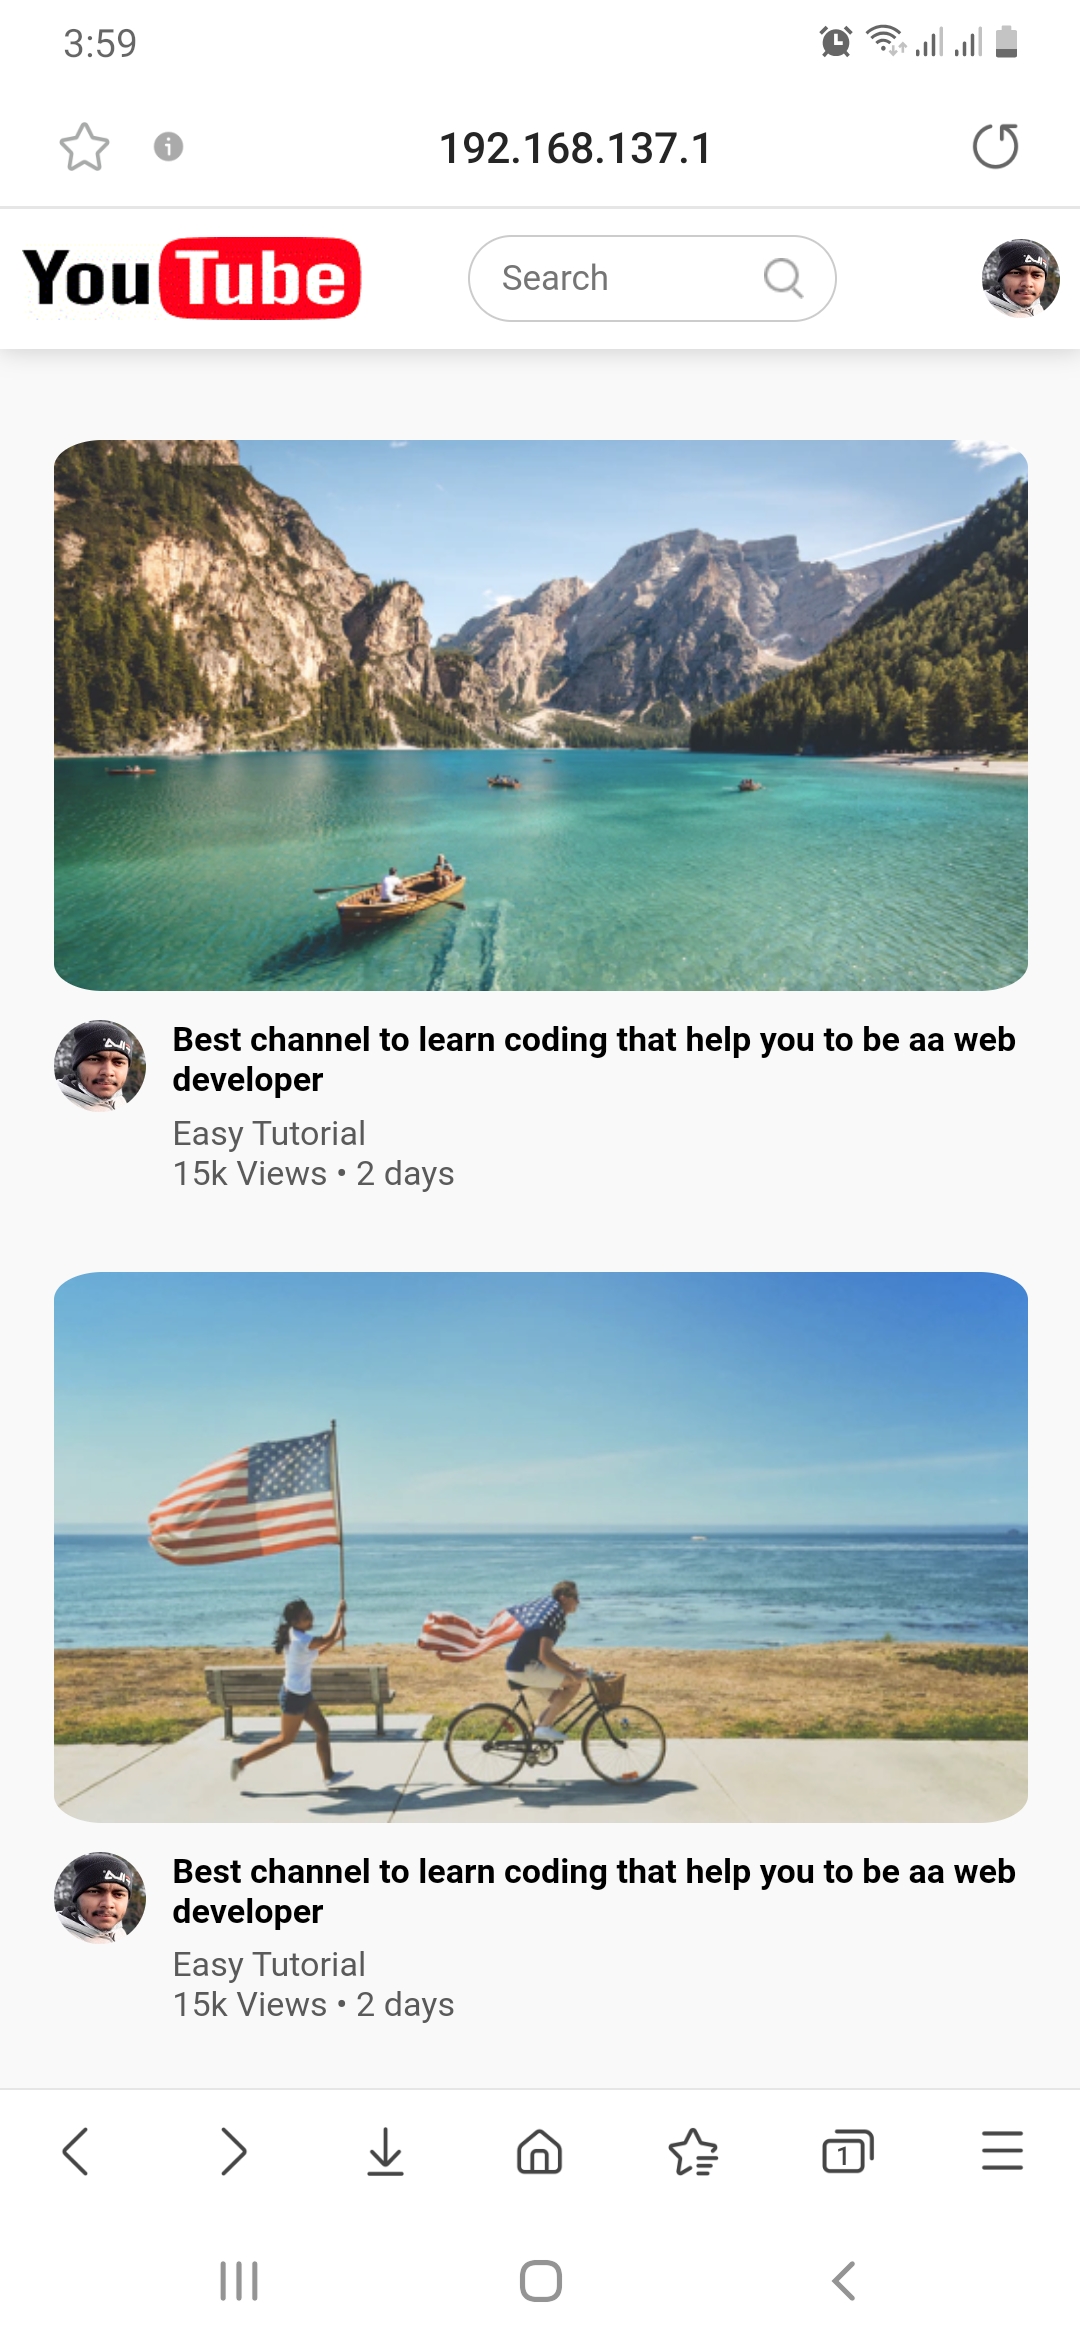 3:59
192.168.137.1
YouTube
Search
Best channel to learn coding that help you to be aa web
developer
Easy Tutorial
15k Views • 2 days
Best channel to learn coding that help you to be aa web
developer
Easy Tutorial
15k Views • 2 days
1